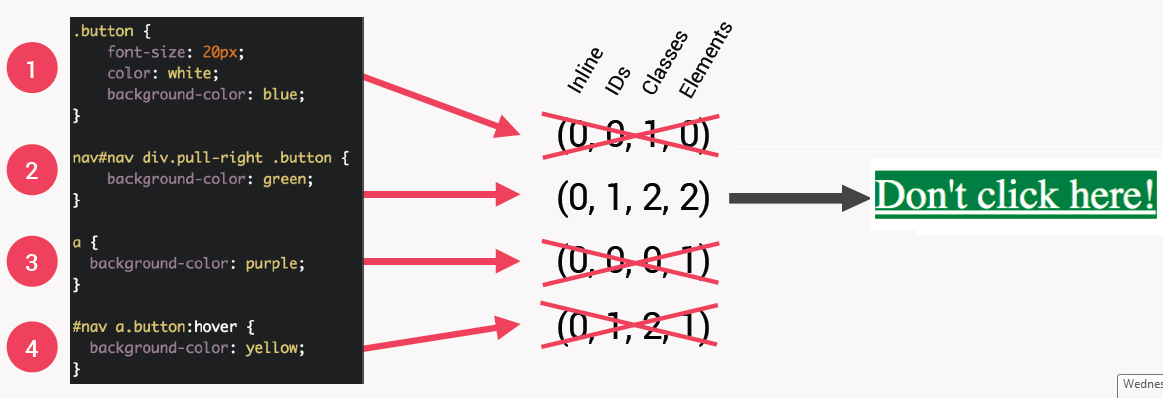 1
.button {
font-size: 20px;
color: white;
background-color: blue;
}
2
nav#nav div.pull-right .button {
background-color: green;
}
3
a {
background-color: purple;
}
4
#nav a.button:hover {
background-color: yellow;
}
Inline
IDs
Classes
Elements
(0, 0, 1, 0)
(0, 1, 2, 2)
(0, 0, 0, 1)
(0, 1, 2, 1)
Don't click here!
Wednes